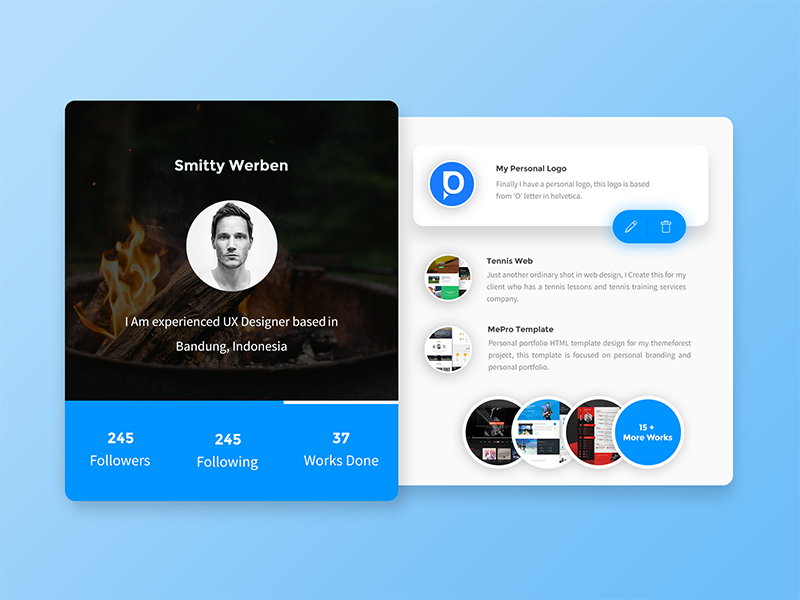 Smitty Werben
I Am experienced UX Designer based in
Bandung, Indonesia
245
Followers
245
Following
37
Works Done
My Personal Logo
Finally I have a personal logo, this logo is based
from 'O' letter in helvetica.
Tennis Web
Just another ordinary shot in web design, I Create this for my
client who has a tennis lessons and tennis training services
company.
MePro Template
Personal portfolio HTML template design for my themeforest
project, this template is focused on personal branding and
personal portfolio.
15 +
More Works